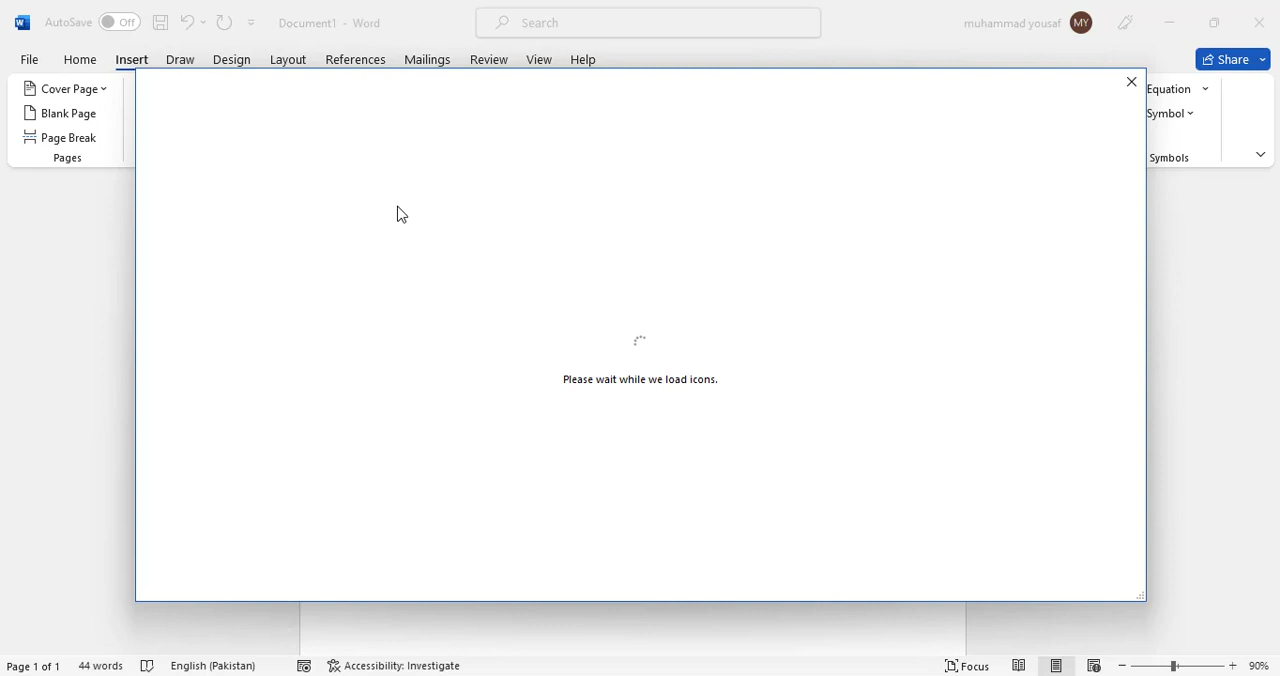 AutoSave Off Document1 - Word Search muhammad yousaf MY
File Home Insert Draw Design Layout References Mailings Review View Help Share
Cover Page
Blank Page
Page Break
Pages
Equation
Symbol
Symbols
Please wait while we load icons.
Page 1 of 1 44 words English (Pakistan) Accessibility: Investigate Focus 90%